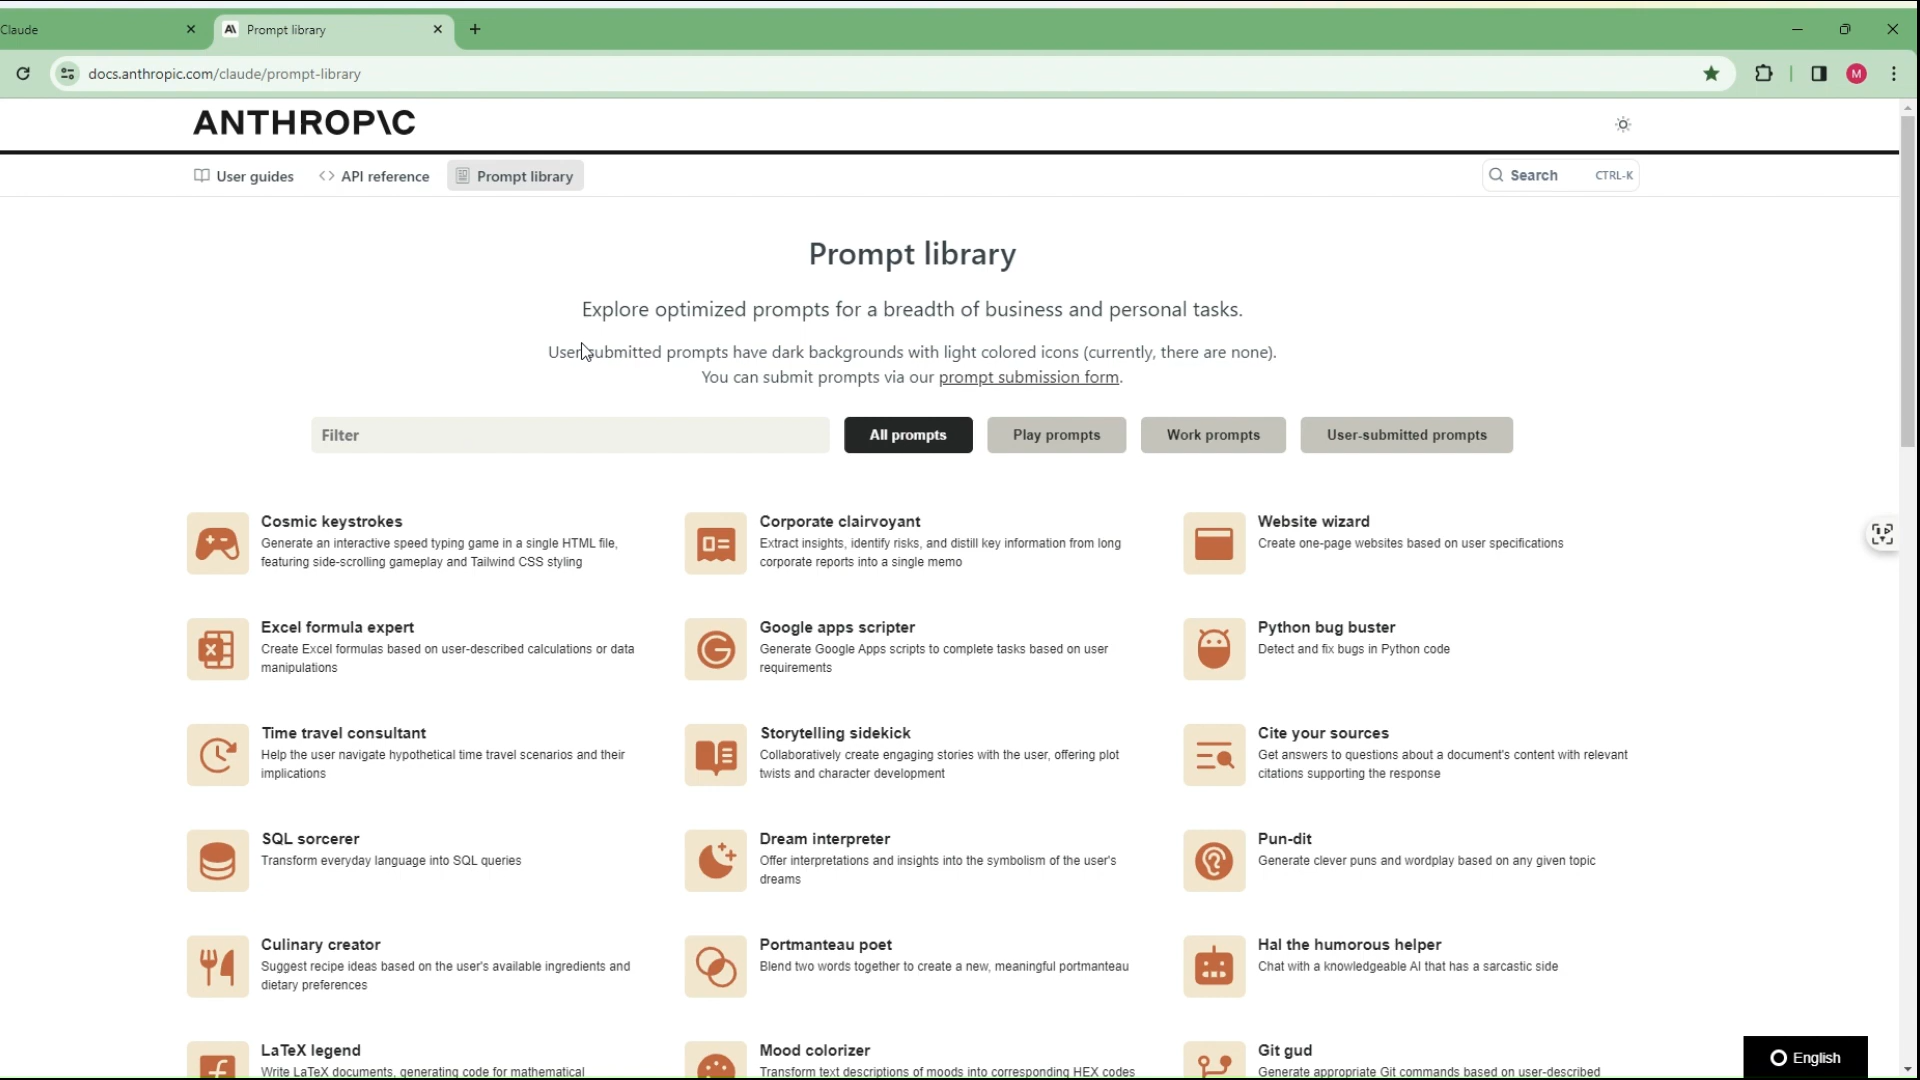 Claude
Prompt library
docs.anthropic.com/claude/prompt-library
M
ANTHROP\C
User guides
API reference
Prompt library
Search
CTRL-K
Prompt library
Explore optimized prompts for a breadth of business and personal tasks.
User-submitted prompts have dark backgrounds with light colored icons (currently, there are none).
You can submit prompts via our prompt submission form.
Filter
All prompts
Play prompts
Work prompts
User-submitted prompts
Cosmic keystrokes
Generate an interactive speed typing game in a single HTML file,
featuring side-scrolling gameplay and Tailwind CSS styling
Corporate clairvoyant
Extract insights, identify risks, and distill key information from long
corporate reports into a single memo
Website wizard
Create one-page websites based on user specifications
Excel formula expert
Create Excel formulas based on user-described calculations or data
manipulations
Google apps scripter
Generate Google Apps scripts to complete tasks based on user
requirements
Python bug buster
Detect and fix bugs in Python code
Time travel consultant
Help the user navigate hypothetical time travel scenarios and their
implications
Storytelling sidekick
Collaboratively create engaging stories with the user, offering plot
twists and character development
Cite your sources
Get answers to questions about a document's content with relevant
citations supporting the response
SQL sorcerer
Transform everyday language into SQL queries
Dream interpreter
Offer interpretations and insights into the symbolism of the user's
dreams
Pun-dit
Generate clever puns and wordplay based on any given topic
Culinary creator
Suggest recipe ideas based on the user's available ingredients and
dietary preferences
Portmanteau poet
Blend two words together to create a new, meaningful portmanteau
Hal the humorous helper
Chat with a knowledgeable AI that has a sarcastic side
LaTeX legend
Write LaTeX documents, generating code for mathematical
Mood colorizer
Transform text descriptions of moods into corresponding HEX codes
Git gud
Generate appropriate Git commands based on user-described
English